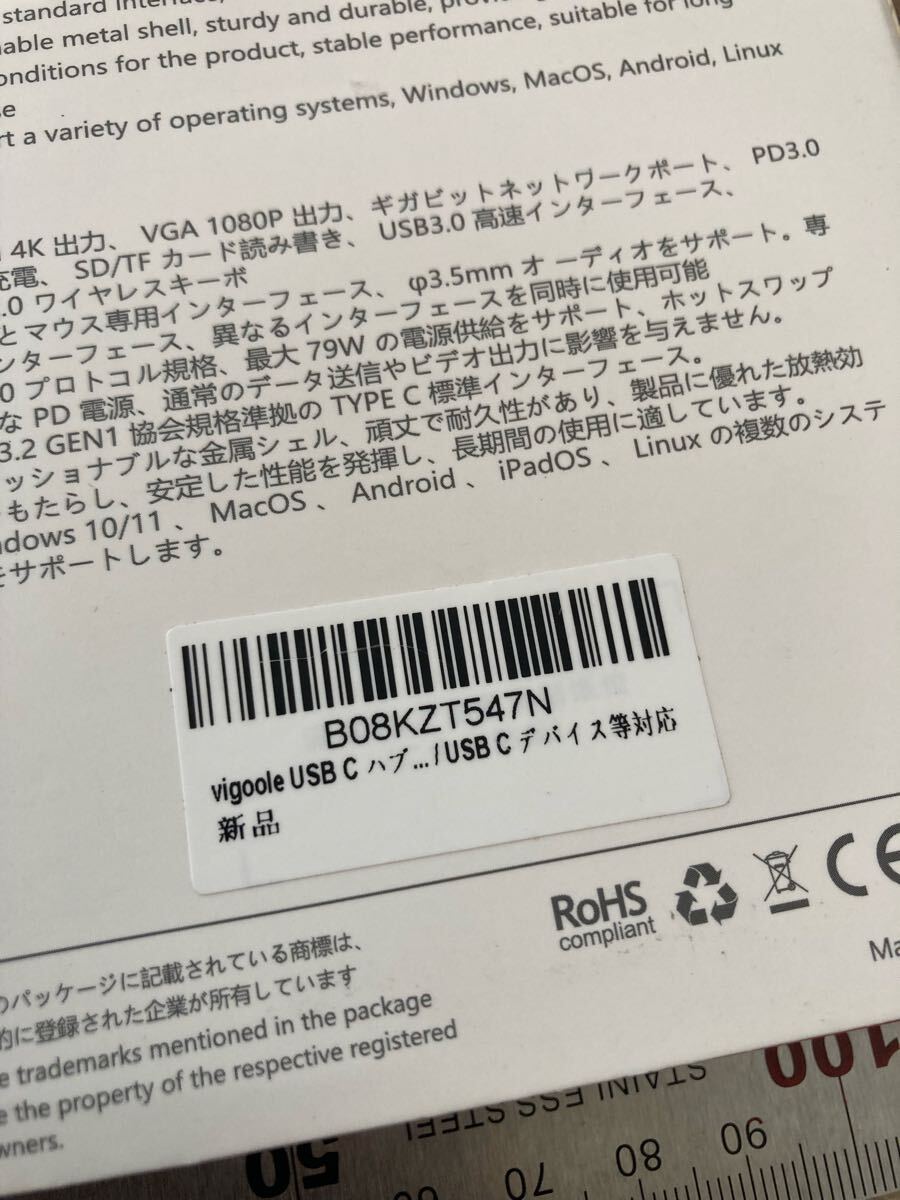 standard interface,
able metal shell, sturdy and durable,
onditions for the product, stable performance, suitable for long
se
rt a variety of operating systems, Windows, MacOS, Android, Linux
4K 出力、 VGA 1080P 出力、ギガビットネットワークポート、 PD3.0
充電、 SD/TF カード読み書き、 USB3.0 高速インターフェース、
.0 ワイヤレスキーボ
とマウス専用インターフェース、 φ3.5mm オ ーディオをサポート。専
ンターフェース、異なるインターフェースを同時に使用可能
0 プロトコル規格、最大 79W の電源供給をサポート、ホットスワップ
な PD 電源、通常のデータ送信やビデオ出力に影響を与えません。
3.2 GEN1 協会規格準拠の TYPE C 標準インターフェース。
ッショナブルな金属シェル、頑丈で耐久性があり、製品に優れた放熱効
もたらし、安定した性能を発揮し、長期間の使用に適しています。
ndows 10/11 、 MacOS 、 Android 、 iPadOS 、 Linux の複数のシステ
をサポートします。
B08KZT547N
vigoole USB C ハブ... / USB C デバイス等対応
新品
RoHS
compliant
CE
Ma
のパッケージに記載されている商標は、
的に登録された企業が所有しています
e trademarks mentioned in the package
e the property of the respective registered
wners.
STAINLESS STEEL
100
50
60
70
80
90